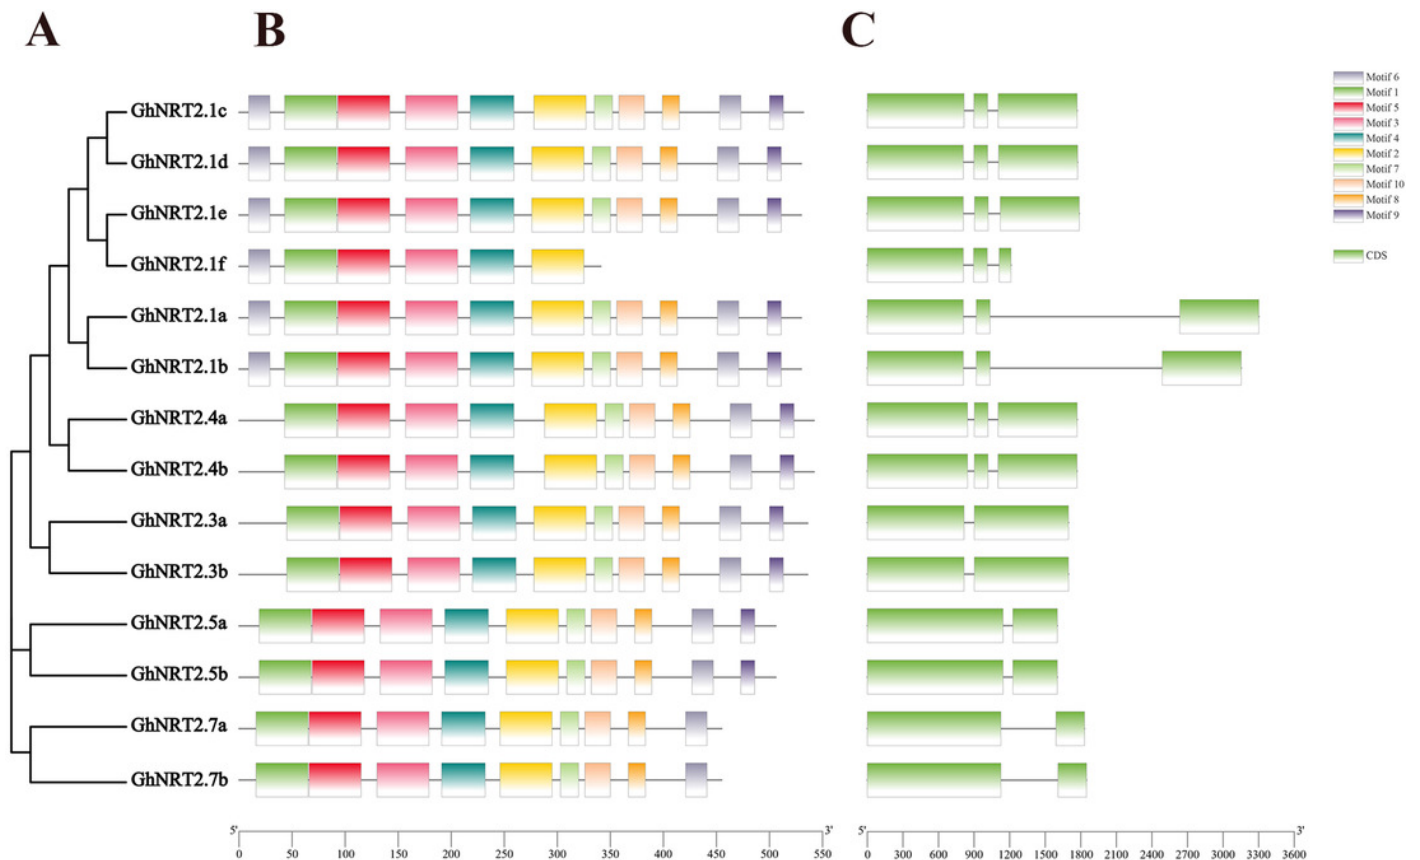 A B C
GhNRT2.1c
GhNRT2.1d
GhNRT2.1e
GhNRT2.1f
GhNRT2.1a
GhNRT2.1b
GhNRT2.4a
GhNRT2.4b
GhNRT2.3a
GhNRT2.3b
GhNRT2.5a
GhNRT2.5b
GhNRT2.7a
GhNRT2.7b
Motif 6
Motif 1
Motif 5
Motif 3
Motif 4
Motif 2
Motif 7
Motif 10
Motif 8
Motif 9
CDS
5' 3'
0 50 100 150 200 250 300 350 400 450 500 550
5' 3'
0 300 600 900 1200 1500 1800 2100 2400 2700 3000 3300 3600